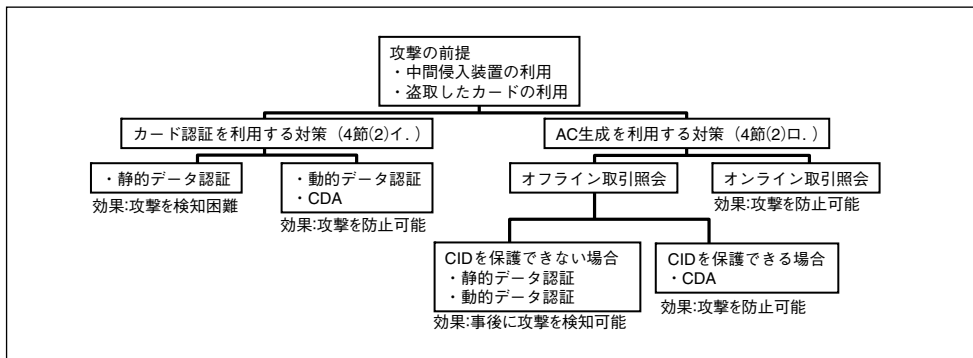 攻撃の前提
・中間侵入装置の利用
・盗取したカードの利用
カード認証を利用する対策（4節(2)イ．）
AC生成を利用する対策（4節(2)ロ．）
・静的データ認証
効果:攻撃を検知困難
・動的データ認証
・CDA
効果:攻撃を防止可能
オフライン取引照会
オンライン取引照会
効果:攻撃を防止可能
CIDを保護できない場合
・静的データ認証
・動的データ認証
効果:事後に攻撃を検知可能
CIDを保護できる場合
・CDA
効果:攻撃を防止可能